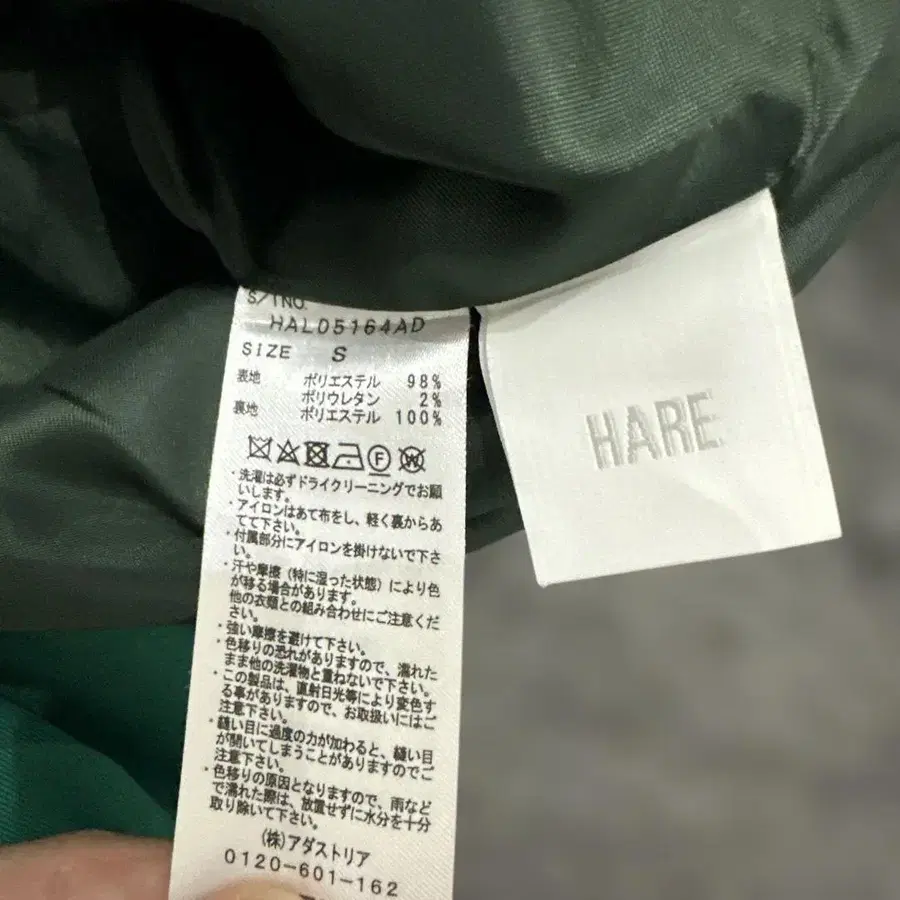 S/TNO.
HAL05164AD
SIZE S
表地 ポリエステル 98%
ポリウレタン 2%
裏地 ポリエステル 100%
F W
・洗濯は必ずドライクリーニングでお願
いします。
・アイロンはあて布をし、軽く裏からあ
てて下さい。
・付属部分にアイロンを掛けないで下さ
い。
・汗や摩擦（特に湿った状態）により色
が移る場合があります。
他の衣類との組み合わせにご注意くだ
さい。
・強い摩擦を避けて下さい。
・色移りの恐れがありますので、濡れた
まま他の洗濯物と重ねないで下さい。
・この製品は、直射日光等により変色す
る事がありますので、お取扱いにはご
注意下さい。
・縫い目に過度の力が加わると、縫い目
が開いてしまうことがありますのでご
注意下さい。
・色移りの原因となりますので、雨など
で濡れた際は、放置せずに水分を十分
取り除いて下さい。
(株)アダストリア
0120-601-162
HARE